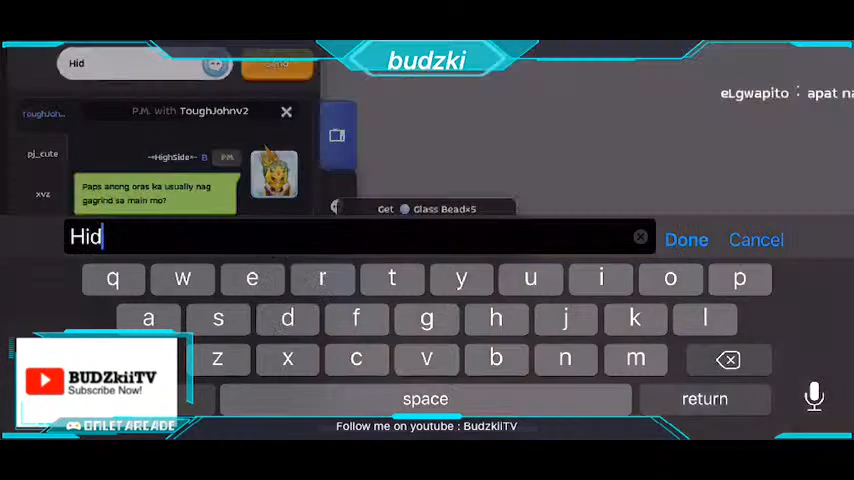 budzki
Hid
Send
eLgwapito : apat na
ToughJoh..
P.M. with ToughJohnv2
pj_cute
-=HighSide=- B PM
xvz
Paps anong oras ka usually nag
gagrind sa main mo?
Get Glass Bead×5
Hid
Done Cancel
q w e r t y u i o p
a s d f g h j k l
z x c v b n m
space return
BUDZkiiTV
Subscribe Now!
OMLET ARCADE
Follow me on youtube : BudzkiiTV